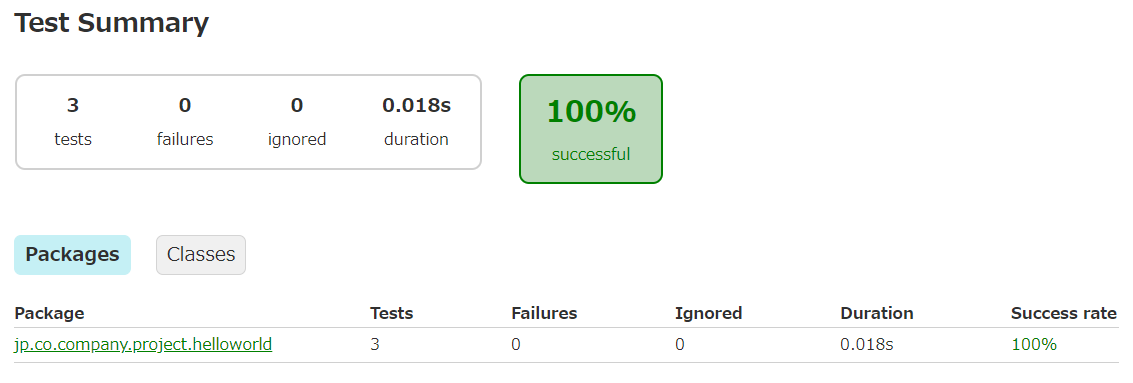 Test Summary
3 0 0 0.018s
tests failures ignored duration
100%
successful
Packages Classes
Package Tests Failures Ignored Duration Success rate
jp.co.company.project.helloworld 3 0 0 0.018s 100%